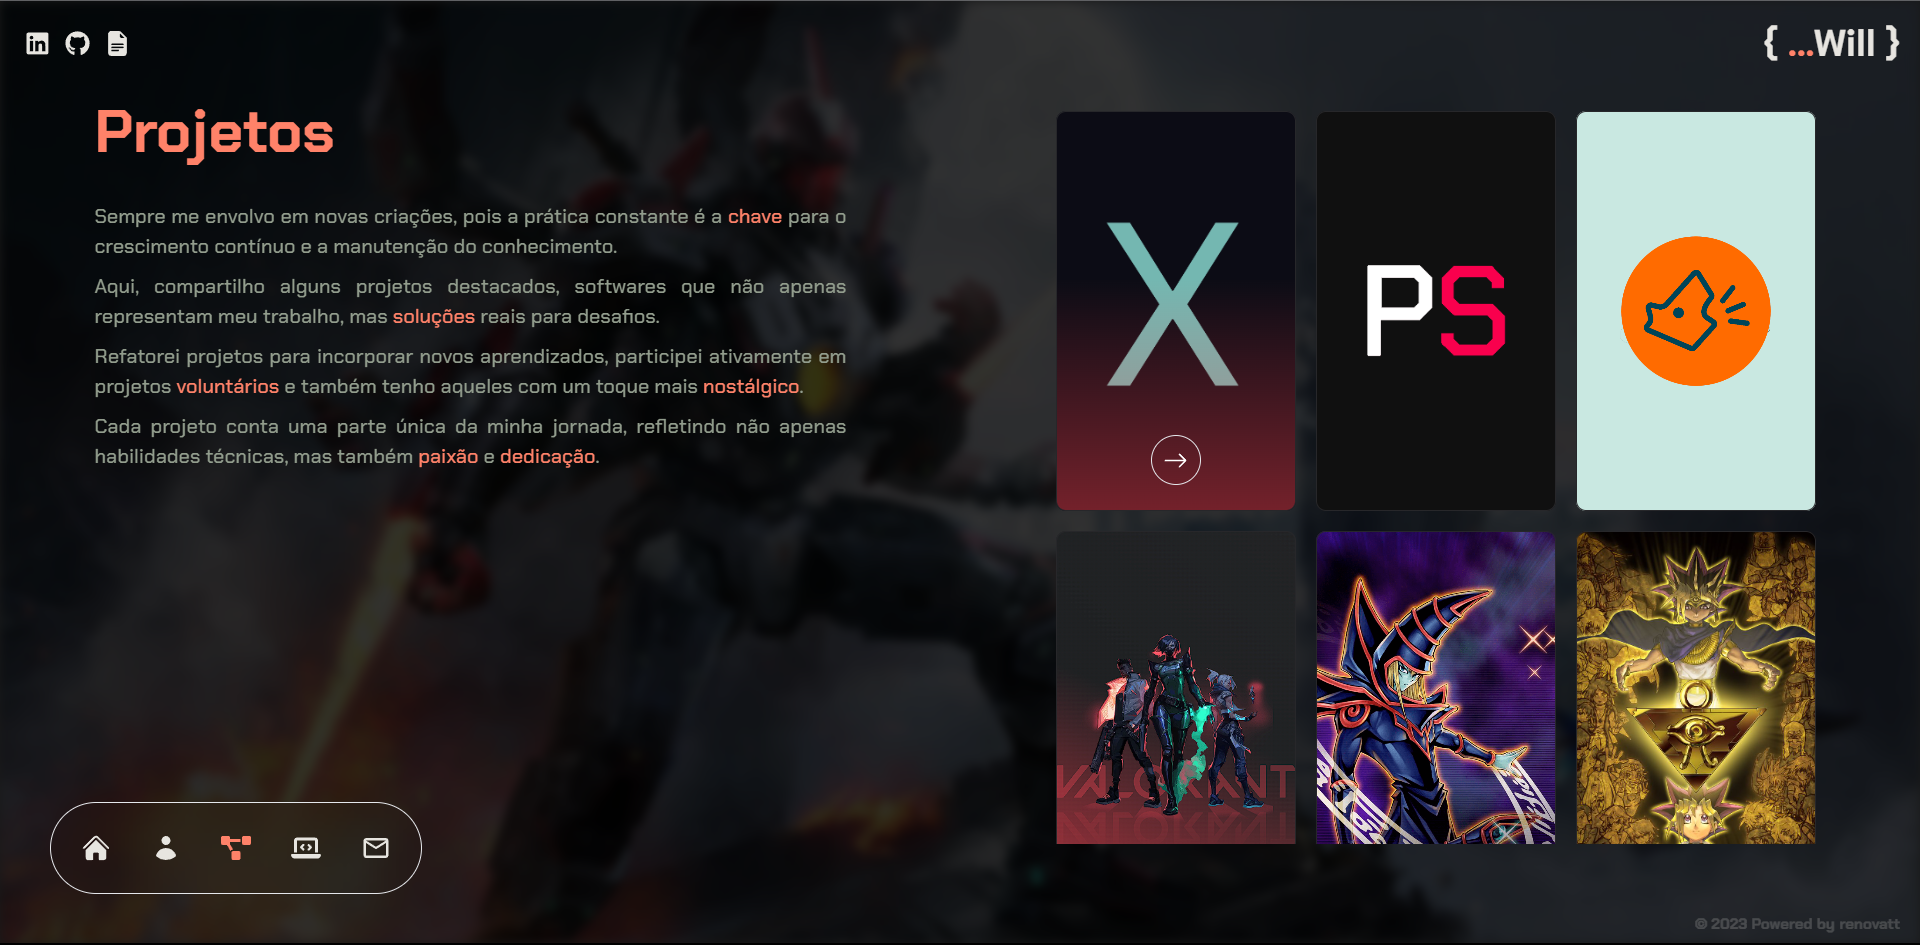 { ...Will }
Projetos
Sempre me envolvo em novas criações, pois a prática constante é a chave para o
crescimento contínuo e a manutenção do conhecimento.
Aqui, compartilho alguns projetos destacados, softwares que não apenas
representam meu trabalho, mas soluções reais para desafios.
Refatorei projetos para incorporar novos aprendizados, participei ativamente em
projetos voluntários e também tenho aqueles com um toque mais nostálgico.
Cada projeto conta uma parte única da minha jornada, refletindo não apenas
habilidades técnicas, mas também paixão e dedicação.
X
PS
VALORANT
© 2023 Powered by renovatt